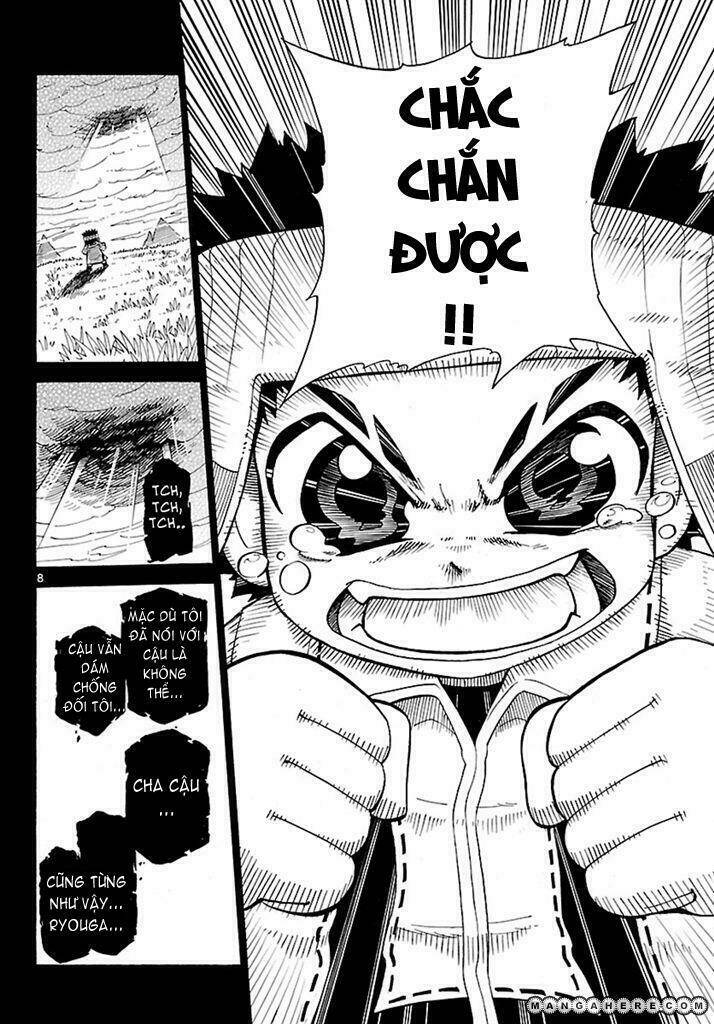 CHẮC
CHẮN
ĐƯỢC
!!
TCH,
TCH,
TCH..
8
MẶC DÙ TÔI
ĐÃ NÓI VỚI
CẬU LÀ
KHÔNG
THỂ...
CẬU VẪN
DÁM
CHỐNG
ĐỐI TÔI...
CHA CẬU
...
CŨNG TỪNG
NHƯ VẬY...
RYOUGA...
MANGAHERE.COM